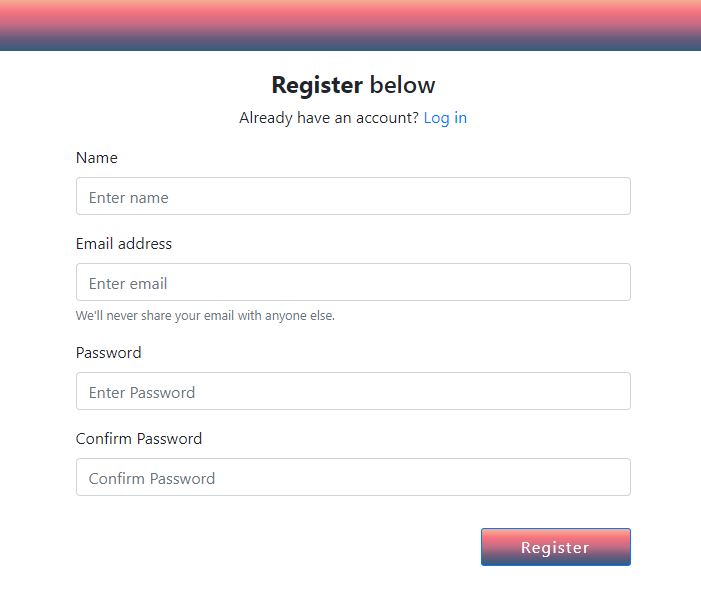 Register below
Already have an account? Log in
Name
Enter name
Email address
Enter email
We'll never share your email with anyone else.
Password
Enter Password
Confirm Password
Confirm Password
Register